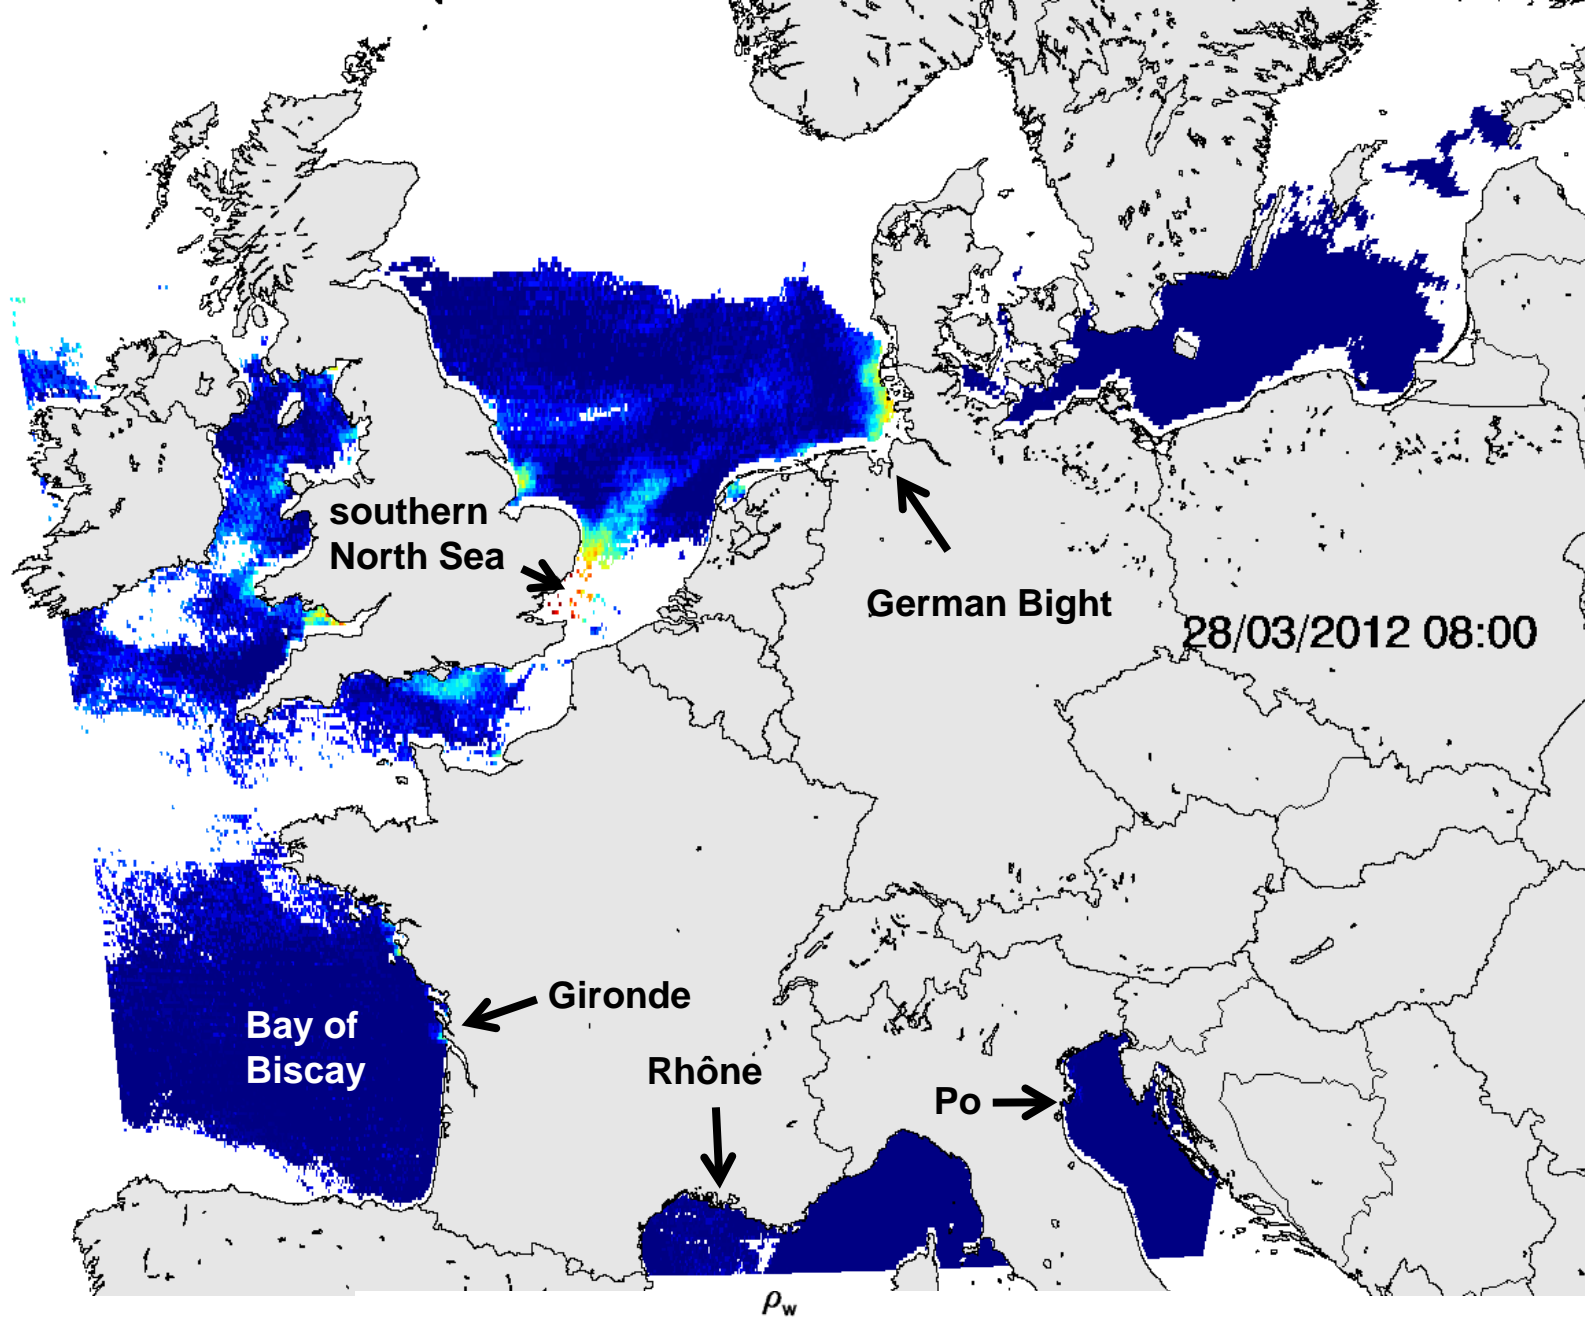 southern
North Sea
German Bight
28/03/2012 08:00
Gironde
Bay of
Biscay
Rhône
Po
ρw